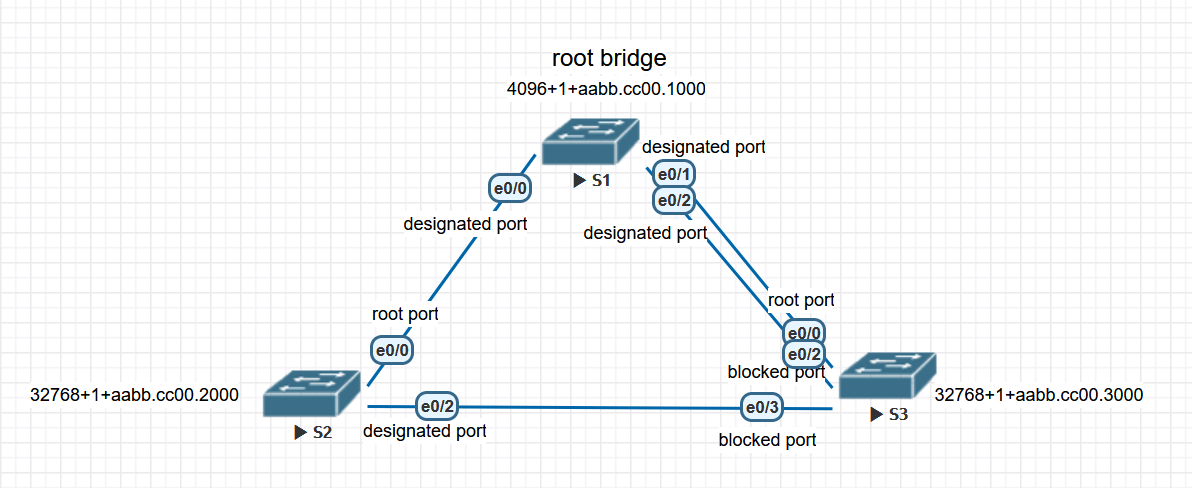 root bridge
4096+1+aabb.cc00.1000
designated port
e0/1
S1
e0/0
e0/2
designated port
designated port
root port
root port
e0/0
e0/0
e0/2
blocked port
32768+1+aabb.cc00.2000
32768+1+aabb.cc00.3000
e0/2
e0/3
S3
S2
designated port
blocked port